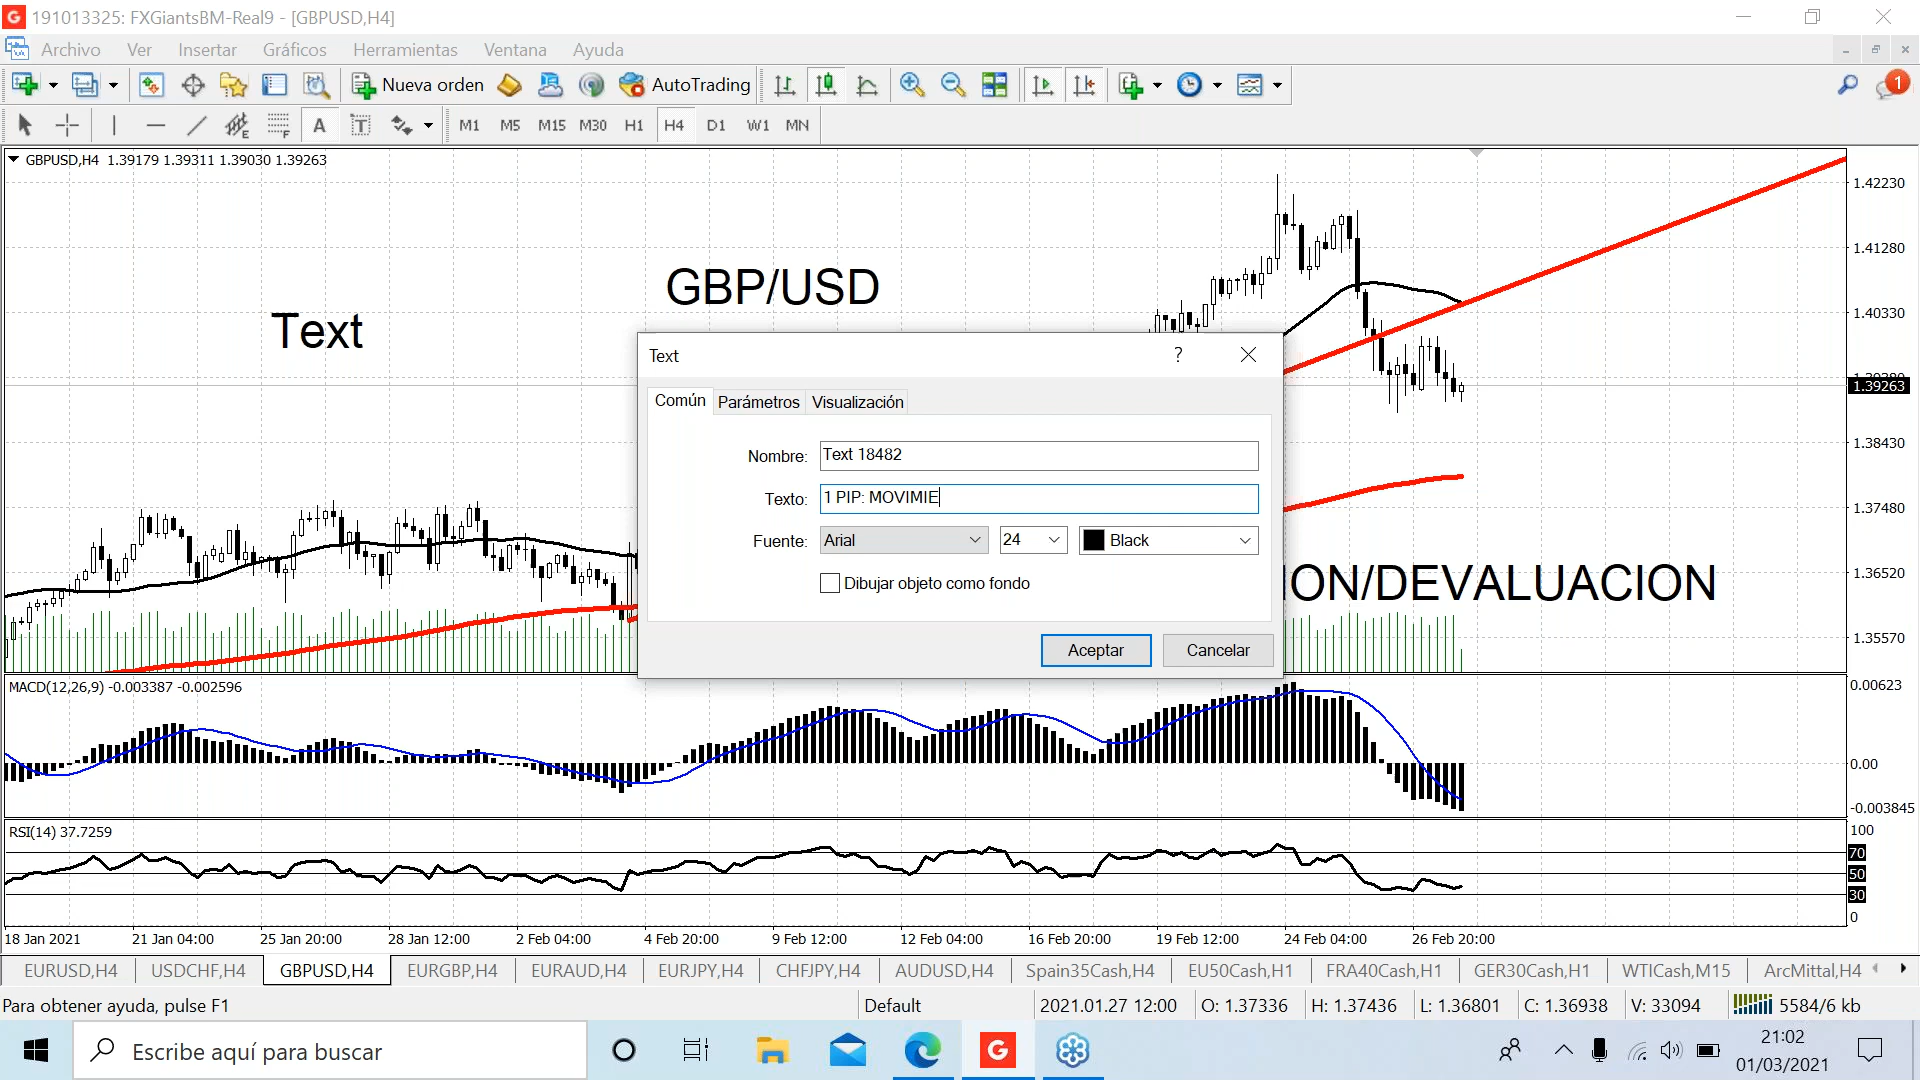 191013325: FXGiantsBM-Real9 - [GBPUSD,H4]
Archivo Ver Insertar Gráficos Herramientas Ventana Ayuda
Nueva orden AutoTrading 1
A T M1 M5 M15 M30 H1 H4 D1 W1 MN
GBPUSD,H4 1.39179 1.39311 1.39030 1.39263
1.42230
1.41280
1.40330
1.39263
1.38430
1.37480
1.36520
1.35570
GBP/USD
Text
ION/DEVALUACION
Text ?
Común Parámetros Visualización
Nombre: Text 18482
Texto: 1 PIP: MOVIMIE
Fuente: Arial 24 Black
Dibujar objeto como fondo
Aceptar Cancelar
MACD(12,26,9) -0.003387 -0.002596
0.00623
0.00
-0.003845
RSI(14) 37.7259
100
70
50
30
0
18 Jan 2021 21 Jan 04:00 25 Jan 20:00 28 Jan 12:00 2 Feb 04:00 4 Feb 20:00 9 Feb 12:00 12 Feb 04:00 16 Feb 20:00 19 Feb 12:00 24 Feb 04:00 26 Feb 20:00
EURUSD,H4 USDCHF,H4 GBPUSD,H4 EURGBP,H4 EURAUD,H4 EURJPY,H4 CHFJPY,H4 AUDUSD,H4 Spain35Cash,H4 EU50Cash,H1 FRA40Cash,H1 GER30Cash,H1 WTICash,M15 ArcMittal,H4
Para obtener ayuda, pulse F1 Default 2021.01.27 12:00 O: 1.37336 H: 1.37436 L: 1.36801 C: 1.36938 V: 33094 5584/6 kb
Escribe aquí para buscar
21:02
01/03/2021